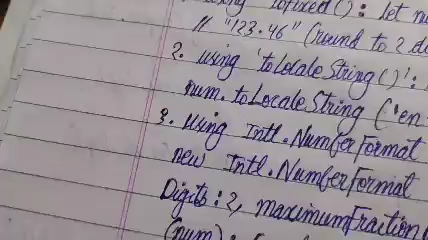 toFixed() : let
// "123.46" (round to 2 d
2. using 'toLocaleString()' :
num. toLocaleString ('en
3. using Intl.NumberFormat
new Intl.NumberFormat
Digits : 2, maximumFraction
(num) ;